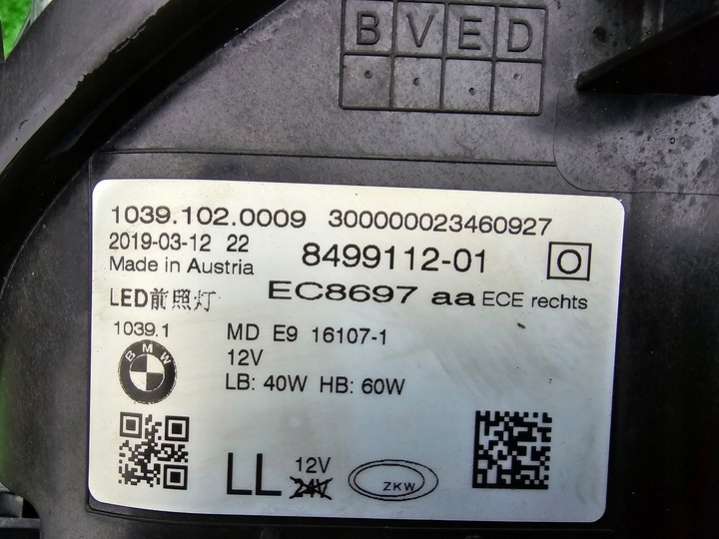 B V E D
1039.102.0009 300000023460927
2019-03-12 22
8499112-01 O
Made in Austria
LED前照灯 EC8697 aa ECE rechts
1039.1 MD E9 16107-1
BMW
12V
LB: 40W HB: 60W
LL 12V
24V
ZKW